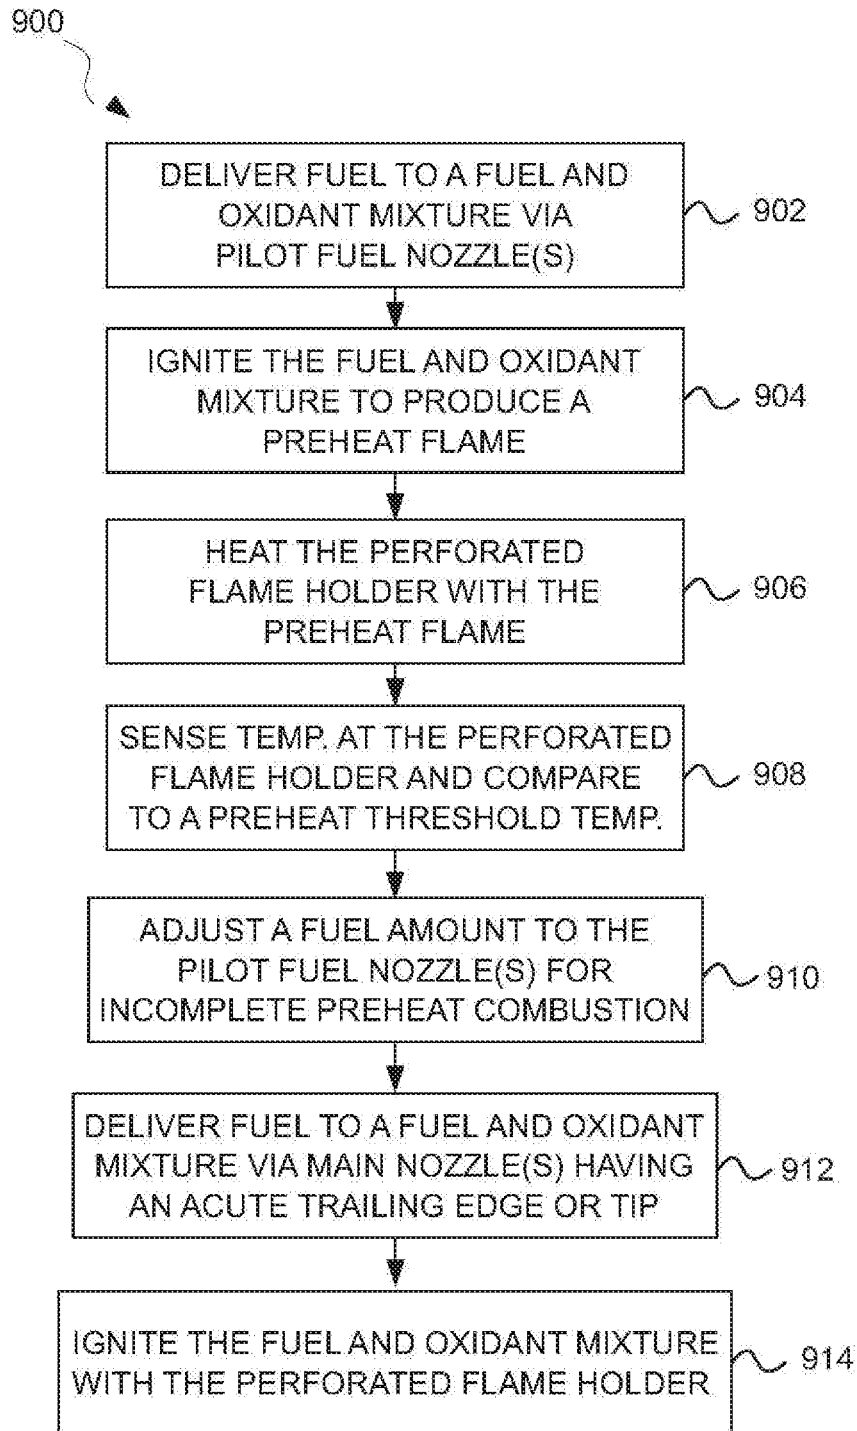 900
DELIVER FUEL TO A FUEL AND
OXIDANT MIXTURE VIA
PILOT FUEL NOZZLE(S)
902
IGNITE THE FUEL AND OXIDANT
MIXTURE TO PRODUCE A
PREHEAT FLAME
904
HEAT THE PERFORATED
FLAME HOLDER WITH THE
PREHEAT FLAME
906
SENSE TEMP. AT THE PERFORATED
FLAME HOLDER AND COMPARE
TO A PREHEAT THRESHOLD TEMP.
908
ADJUST A FUEL AMOUNT TO THE
PILOT FUEL NOZZLE(S) FOR
INCOMPLETE PREHEAT COMBUSTION
910
DELIVER FUEL TO A FUEL AND OXIDANT
MIXTURE VIA MAIN NOZZLE(S) HAVING
AN ACUTE TRAILING EDGE OR TIP
912
IGNITE THE FUEL AND OXIDANT MIXTURE
WITH THE PERFORATED FLAME HOLDER
914